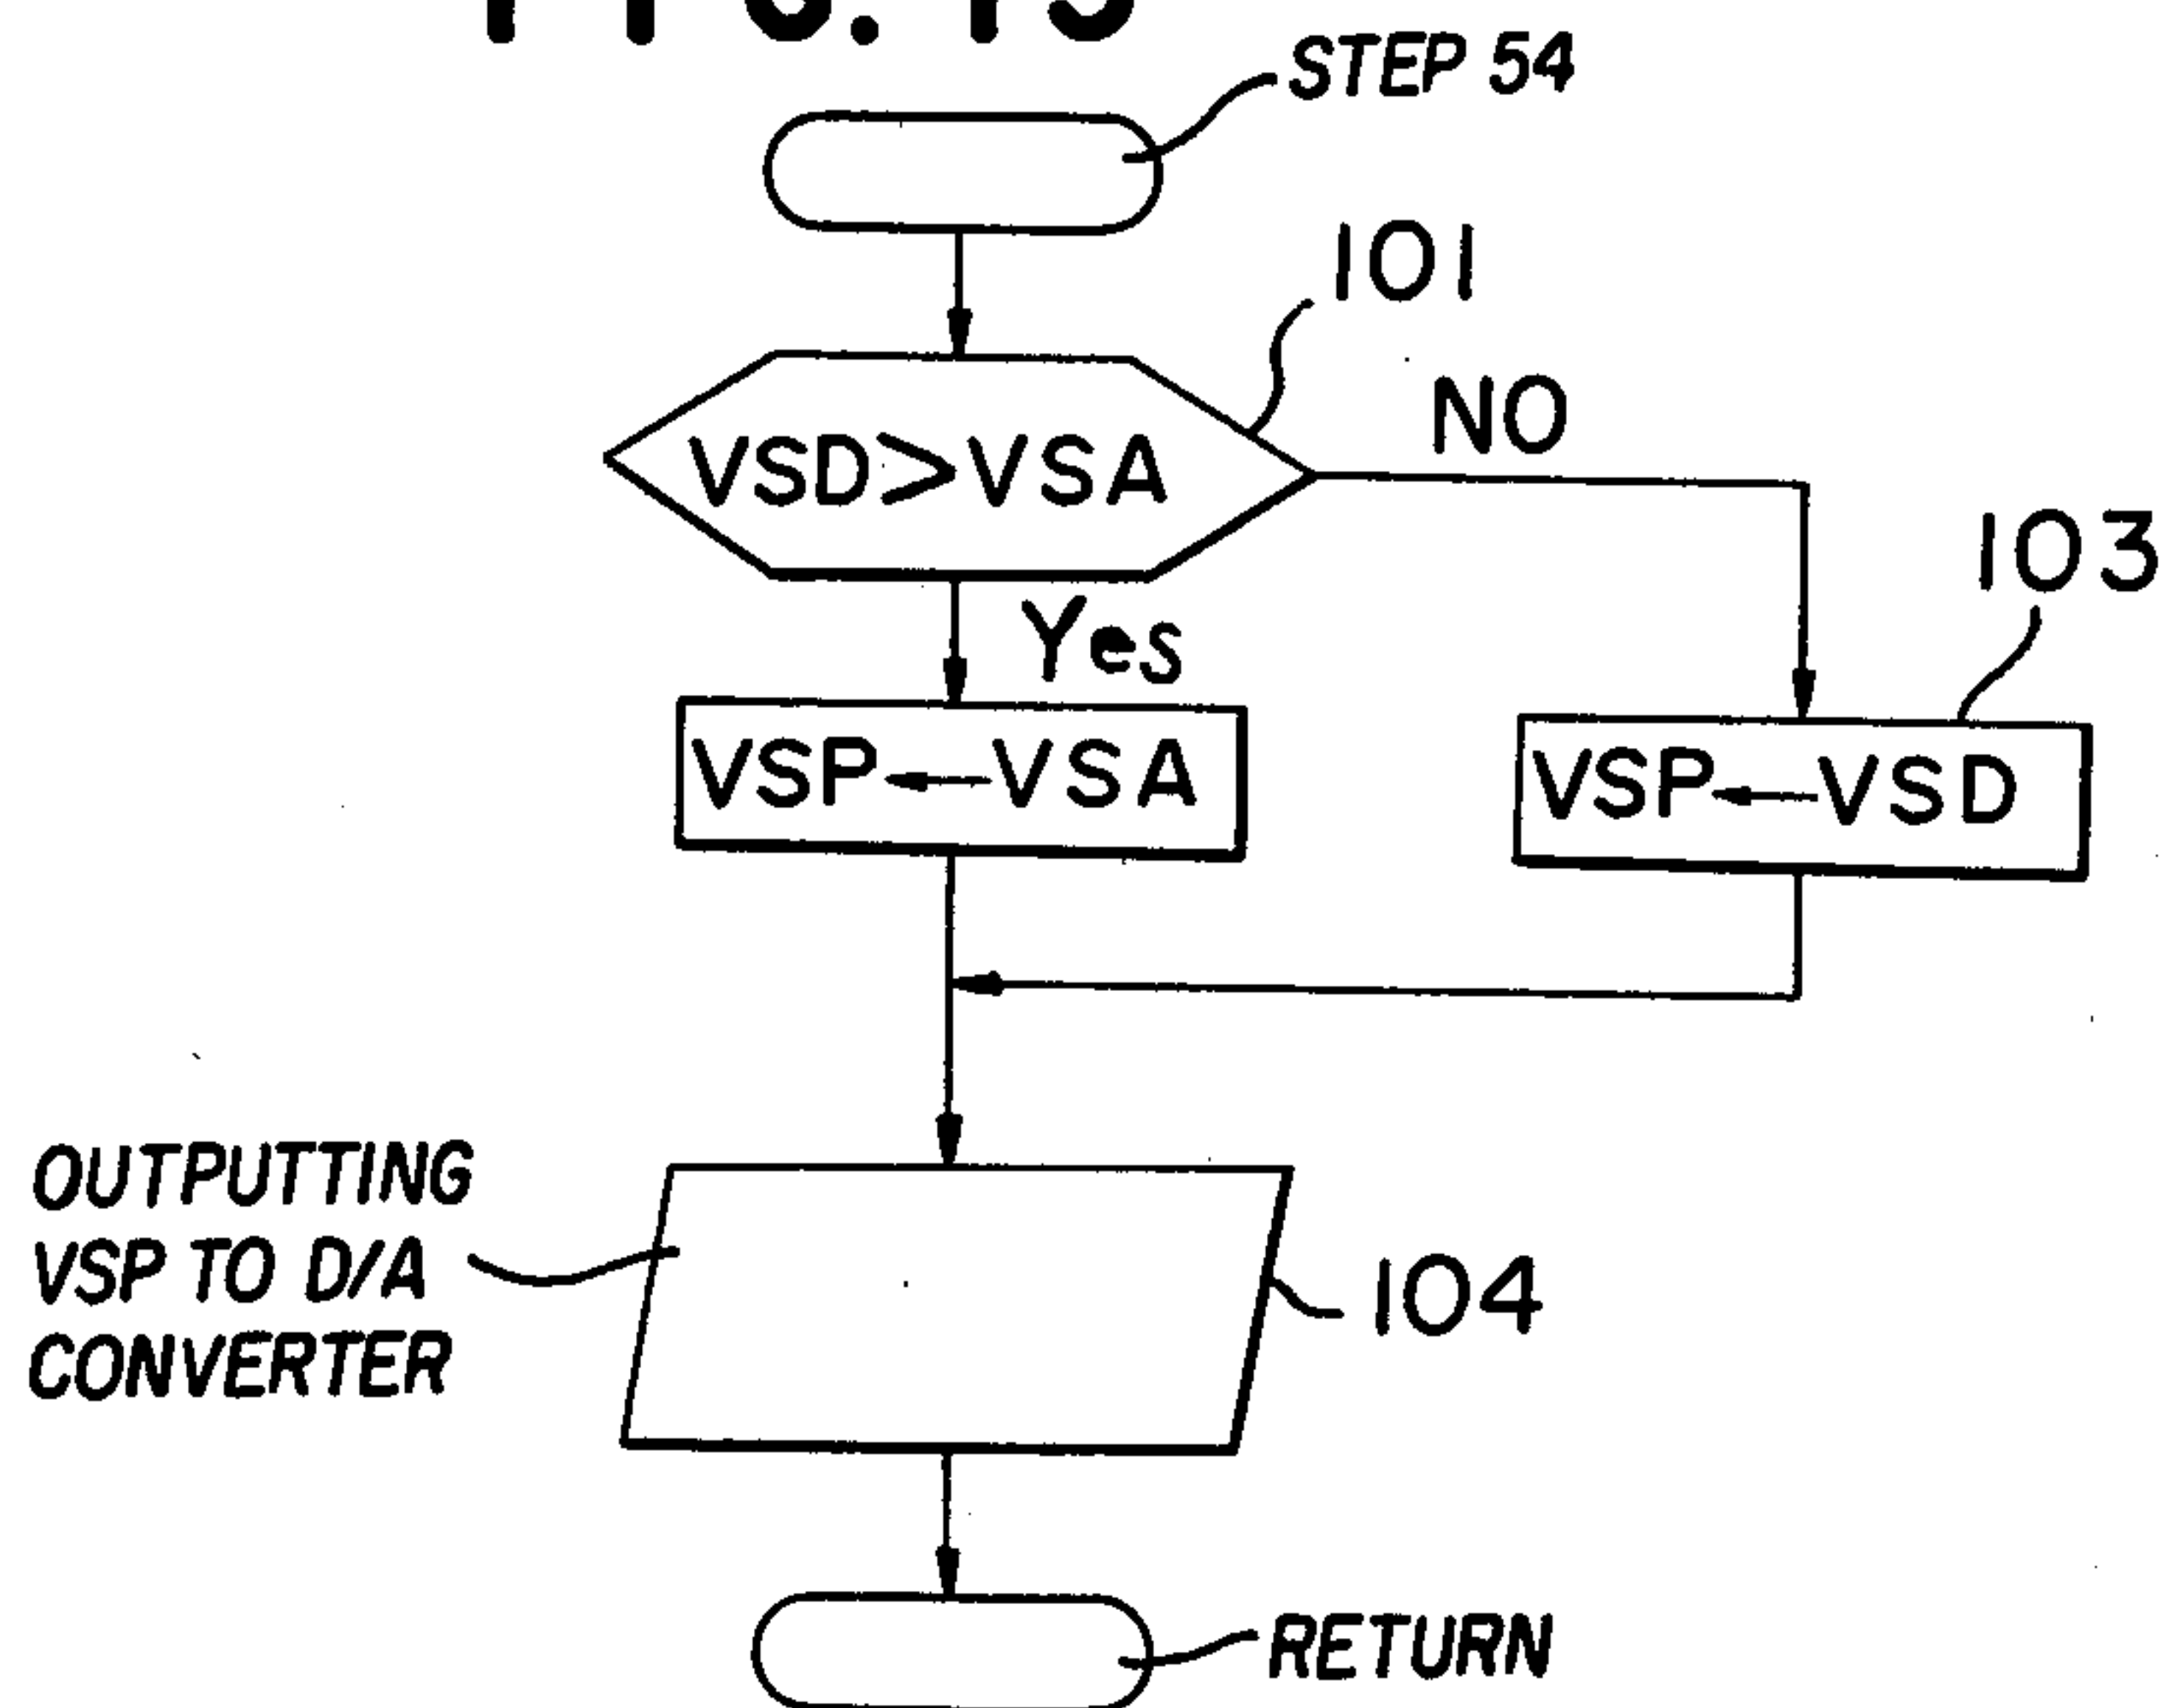 STEP 54
101
VSD>VSA
NO
Yes
103
VSP←VSA
VSP←VSD
OUTPUTTING
VSP TO D/A
CONVERTER
104
RETURN